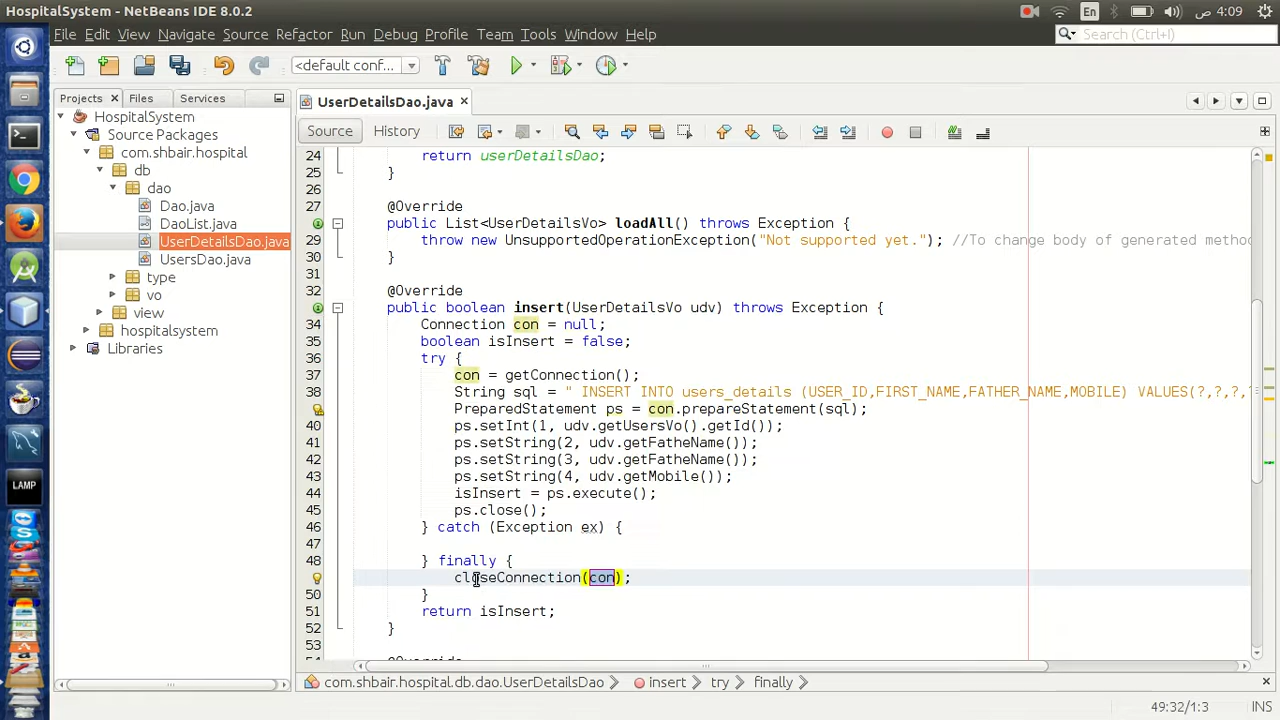 HospitalSystem - NetBeans IDE 8.0.2
En
4:09 ص
File Edit View Navigate Source Refactor Run Debug Profile Team Tools Window Help
Search (Ctrl+I)
<default conf...
Projects
Files
Services
HospitalSystem
Source Packages
com.shbair.hospital
db
dao
Dao.java
DaoList.java
UserDetailsDao.java
UsersDao.java
type
vo
view
hospitalsystem
Libraries
LAMP
UserDetailsDao.java
Source
History
24 return userDetailsDao;
25 }
26
27 @Override
public List<UserDetailsVo> loadAll() throws Exception {
29 throw new UnsupportedOperationException("Not supported yet."); //To change body of generated metho
30 }
31
32 @Override
public boolean insert(UserDetailsVo udv) throws Exception {
34 Connection con = null;
35 boolean isInsert = false;
36 try {
37 con = getConnection();
38 String sql = " INSERT INTO users_details (USER_ID,FIRST_NAME,FATHER_NAME,MOBILE) VALUES(?,?,?,
PreparedStatement ps = con.prepareStatement(sql);
40 ps.setInt(1, udv.getUsersVo().getId());
41 ps.setString(2, udv.getFatheName());
42 ps.setString(3, udv.getFatheName());
43 ps.setString(4, udv.getMobile());
44 isInsert = ps.execute();
45 ps.close();
46 } catch (Exception ex) {
47
48 } finally {
closeConnection(con);
50 }
51 return isInsert;
52 }
53
54 @Override
com.shbair.hospital.db.dao.UserDetailsDao
insert
try
finally
49:32/1:3
INS